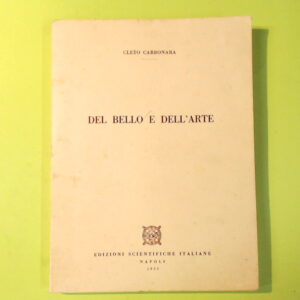 CLETO CARBONARA
DEL BELLO E DELL'ARTE
EDIZIONI SCIENTIFICHE ITALIANE
NAPOLI